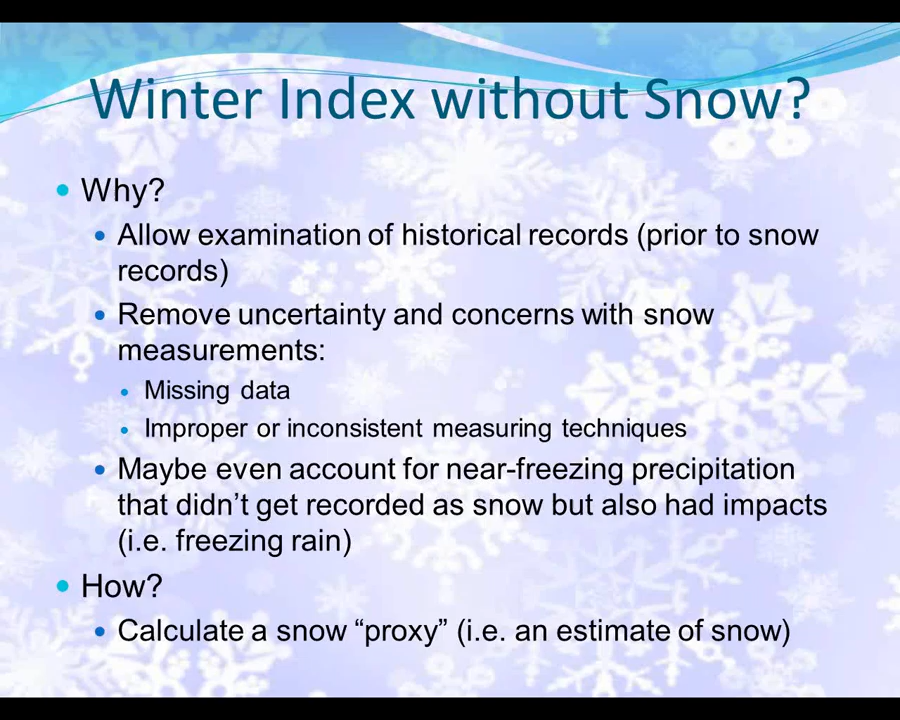 Winter Index without Snow?
Why?
Allow examination of historical records (prior to snow
records)
Remove uncertainty and concerns with snow
measurements:
Missing data
Improper or inconsistent measuring techniques
Maybe even account for near-freezing precipitation
that didn’t get recorded as snow but also had impacts
(i.e. freezing rain)
How?
Calculate a snow “proxy” (i.e. an estimate of snow)